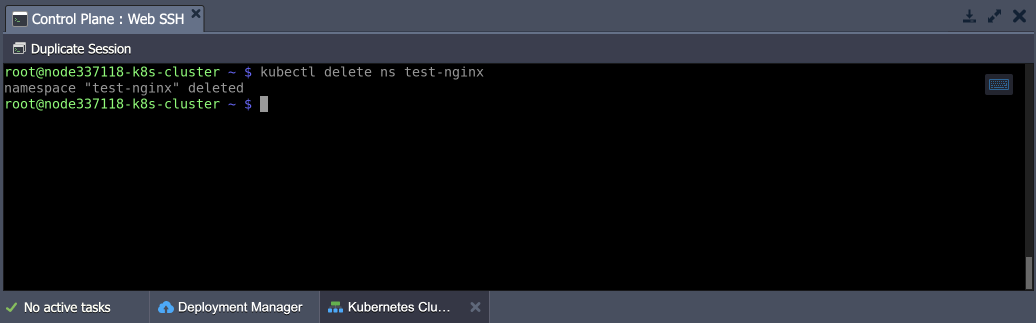 Control Plane : Web SSH
Duplicate Session
root@node337118-k8s-cluster ~ $ kubectl delete ns test-nginx
namespace "test-nginx" deleted
root@node337118-k8s-cluster ~ $
No active tasks
Deployment Manager
Kubernetes Clu...